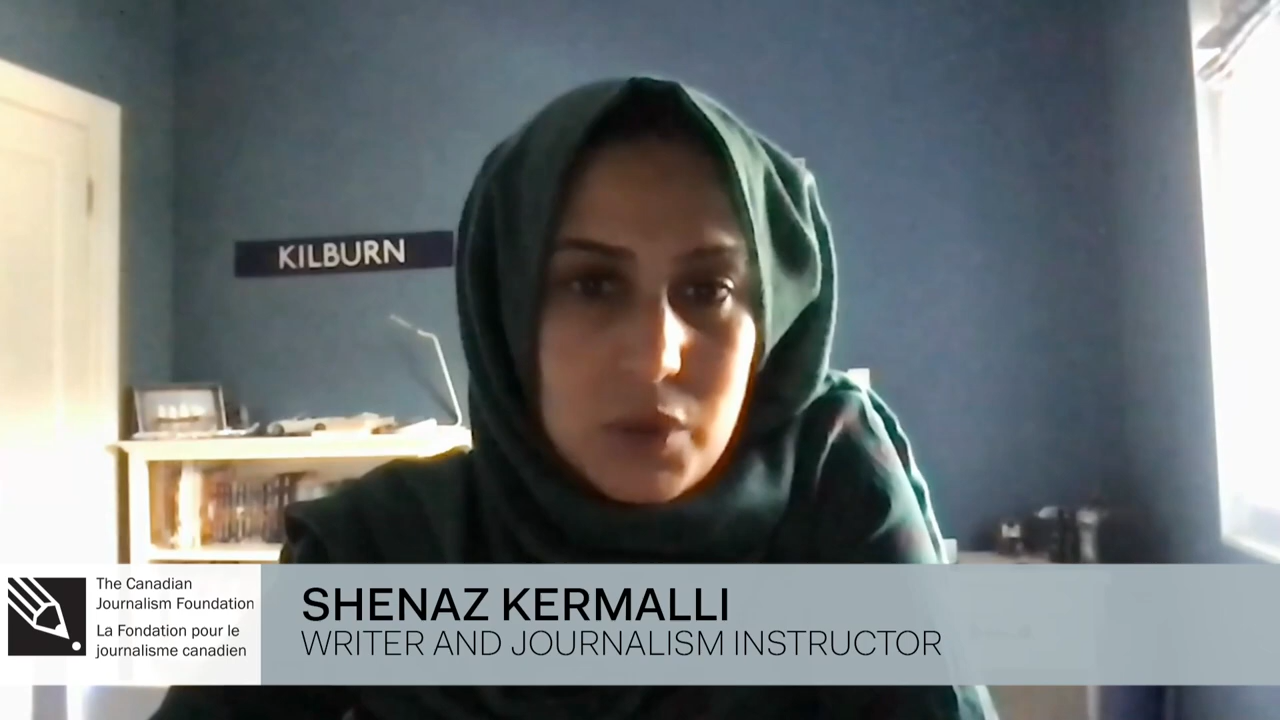 KILBURN
The Canadian
Journalism Foundation
La Fondation pour le
journalisme canadien
SHENAZ KERMALLI
WRITER AND JOURNALISM INSTRUCTOR